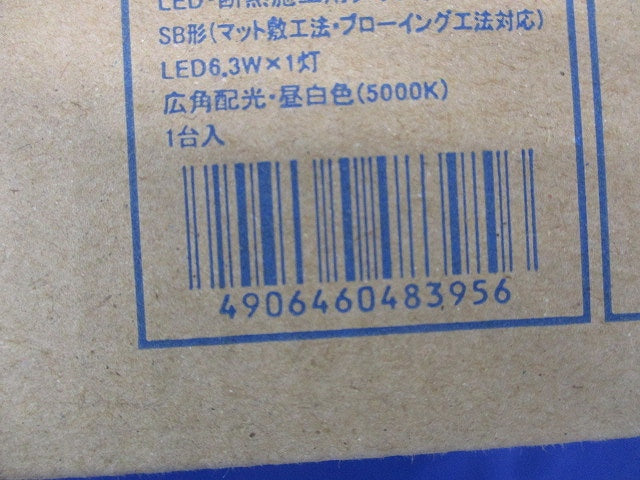 SB形(マット敷工法・ブローイング工法対応)
LED6.3W×1灯
広角配光・昼白色(5000K)
1台入
4906460483956